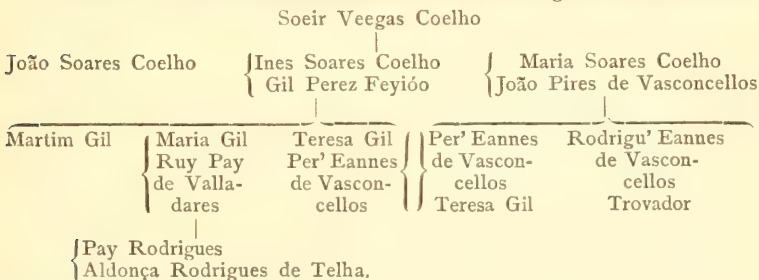 Soeir Veegas Coelho
João Soares Coelho Ines Soares Coelho Maria Soares Coelho
Gil Perez Feyióo João Pires de Vasconcellos
Martim Gil Maria Gil Teresa Gil Per' Eannes Rodrigu' Eannes
Ruy Pay Per' Eannes de Vascon- de Vascon-
de Valla- de Vascon- cellos cellos
dares cellos Teresa Gil Trovador
Pay Rodrigues
Aldonça Rodrigues de Telha.